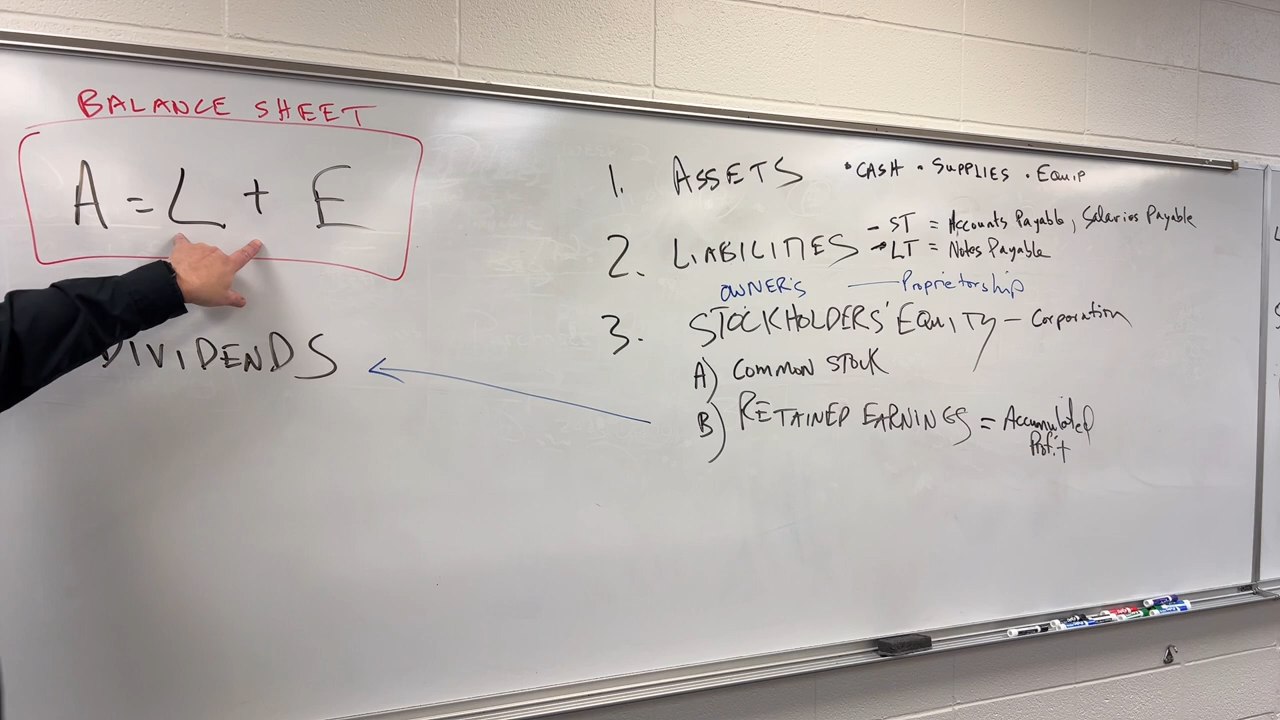 BALANCE SHEET
A = L + E
DIVIDENDS
1. ASSETS • CASH • SUPPLIES • EQUIP
2. LIABILITIES - ST = Accounts Payable, Salaries Payable
- LT = Notes Payable
OWNER'S — Proprietorship
3. STOCKHOLDERS' EQUITY - Corporation
A) COMMON STOCK
B) RETAINED EARNINGS = Accumulated
Profit